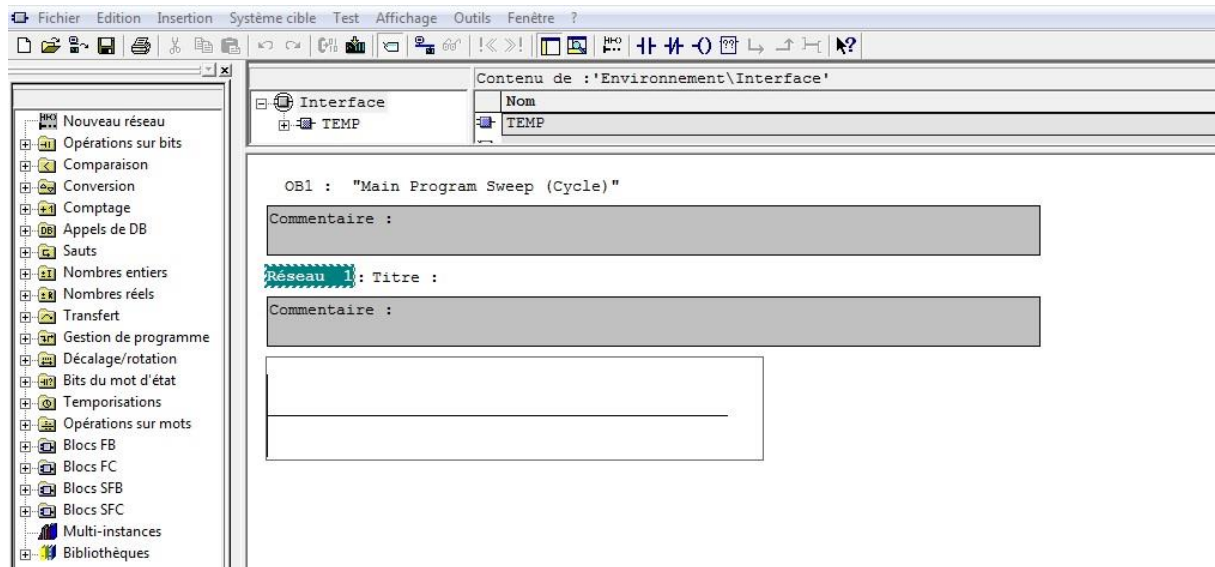 Fichier Edition Insertion Système cible Test Affichage Outils Fenêtre ?
Contenu de :'Environnement\Interface'
Interface
TEMP
Nom
TEMP
Nouveau réseau
Opérations sur bits
Comparaison
Conversion
Comptage
Appels de DB
Sauts
Nombres entiers
Nombres réels
Transfert
Gestion de programme
Décalage/rotation
Bits du mot d'état
Temporisations
Opérations sur mots
Blocs FB
Blocs FC
Blocs SFB
Blocs SFC
Multi-instances
Bibliothèques
OB1 : "Main Program Sweep (Cycle)"
Commentaire :
Réseau 1: Titre :
Commentaire :